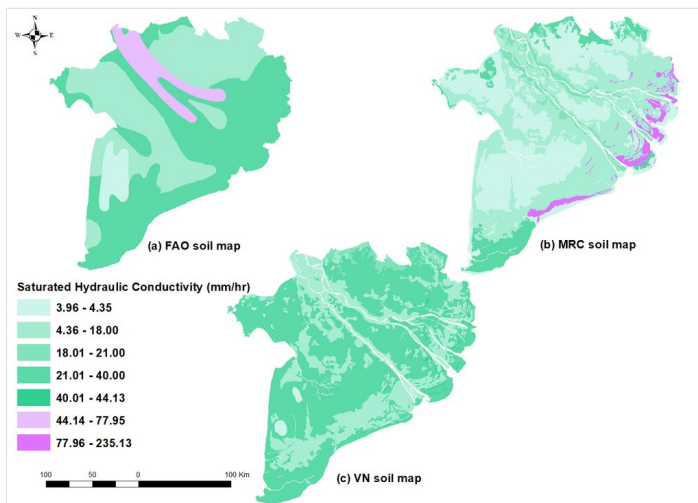 N
W E
S
(a) FAO soil map
(b) MRC soil map
Saturated Hydraulic Conductivity (mm/hr)
3.96 - 4.35
4.36 - 18.00
18.01 - 21.00
21.01 - 40.00
40.01 - 44.13
44.14 - 77.95
77.96 - 235.13
100 50 0 100 Km
(c) VN soil map